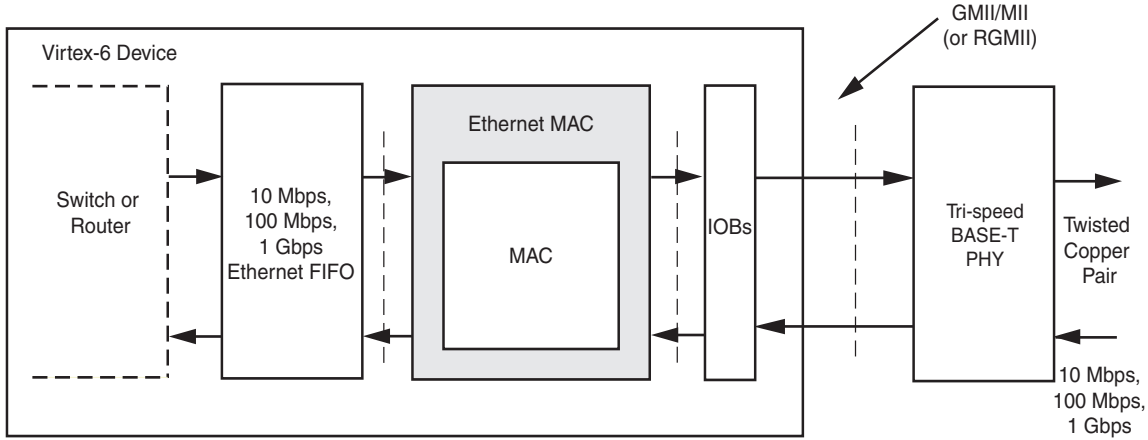 GMII/MII
(or RGMII)
Virtex-6 Device
Switch or
Router
10 Mbps,
100 Mbps,
1 Gbps
Ethernet FIFO
Ethernet MAC
MAC
IOBs
Tri-speed
BASE-T
PHY
Twisted
Copper
Pair
10 Mbps,
100 Mbps,
1 Gbps